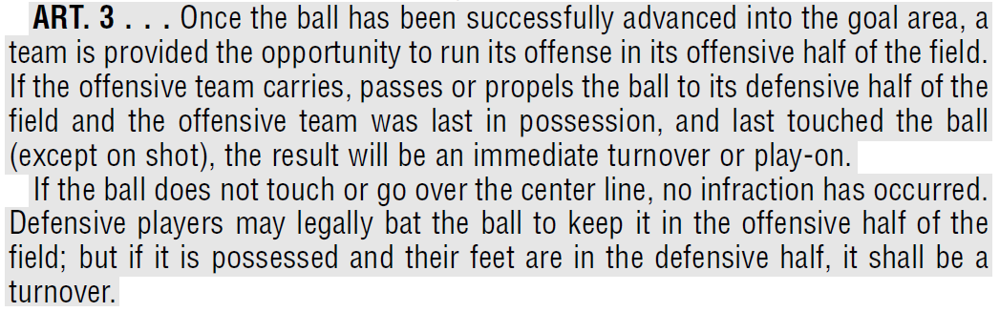 ART. 3 . . . Once the ball has been successfully advanced into the goal area, a
team is provided the opportunity to run its offense in its offensive half of the field.
If the offensive team carries, passes or propels the ball to its defensive half of the
field and the offensive team was last in possession, and last touched the ball
(except on shot), the result will be an immediate turnover or play-on.
If the ball does not touch or go over the center line, no infraction has occurred.
Defensive players may legally bat the ball to keep it in the offensive half of the
field; but if it is possessed and their feet are in the defensive half, it shall be a
turnover.